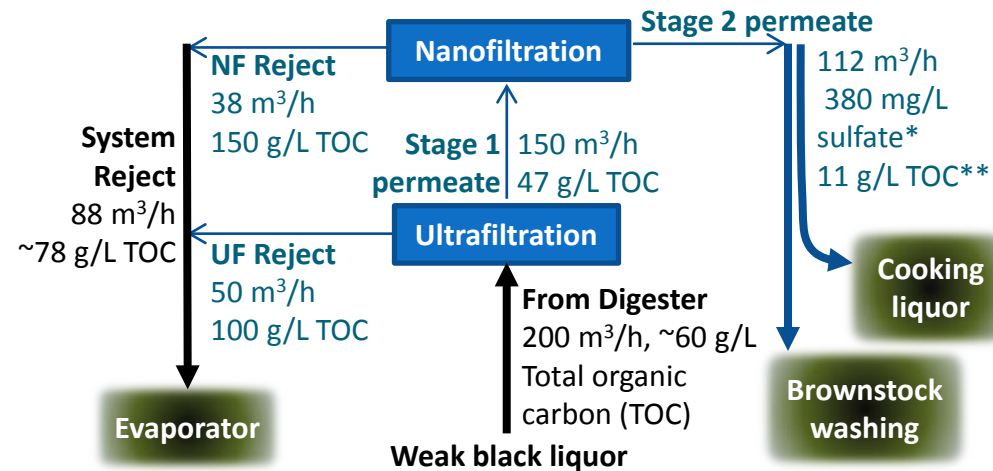 Stage 2 permeate
Nanofiltration
112 m³/h
380 mg/L
sulfate*
11 g/L TOC**
NF Reject
38 m³/h
150 g/L TOC
System
Reject
88 m³/h
~78 g/L TOC
Stage 1
permeate
150 m³/h
47 g/L TOC
Ultrafiltration
UF Reject
50 m³/h
100 g/L TOC
From Digester
200 m³/h, ~60 g/L
Total organic
carbon (TOC)
Cooking
liquor
Brownstock
washing
Evaporator
Weak black liquor